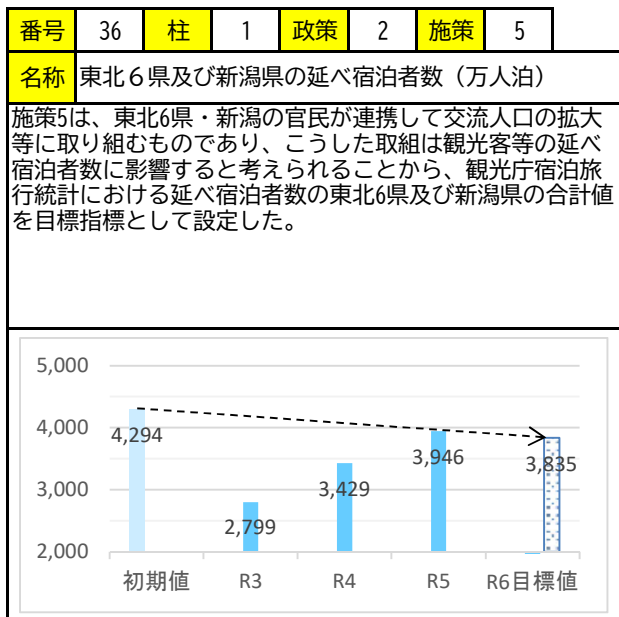 番号 36 柱 1 政策 2 施策 5
名称 東北６県及び新潟県の延べ宿泊者数（万人泊）
施策5は、東北6県・新潟の官民が連携して交流人口の拡大
等に取り組むものであり、こうした取組は観光客等の延べ
宿泊者数に影響すると考えられることから、観光庁宿泊旅
行統計における延べ宿泊者数の東北6県及び新潟県の合計値
を目標指標として設定した。
5,000
4,000
3,000
2,000
4,294
2,799
3,429
3,946
3,835
初期値 R3 R4 R5 R6目標値